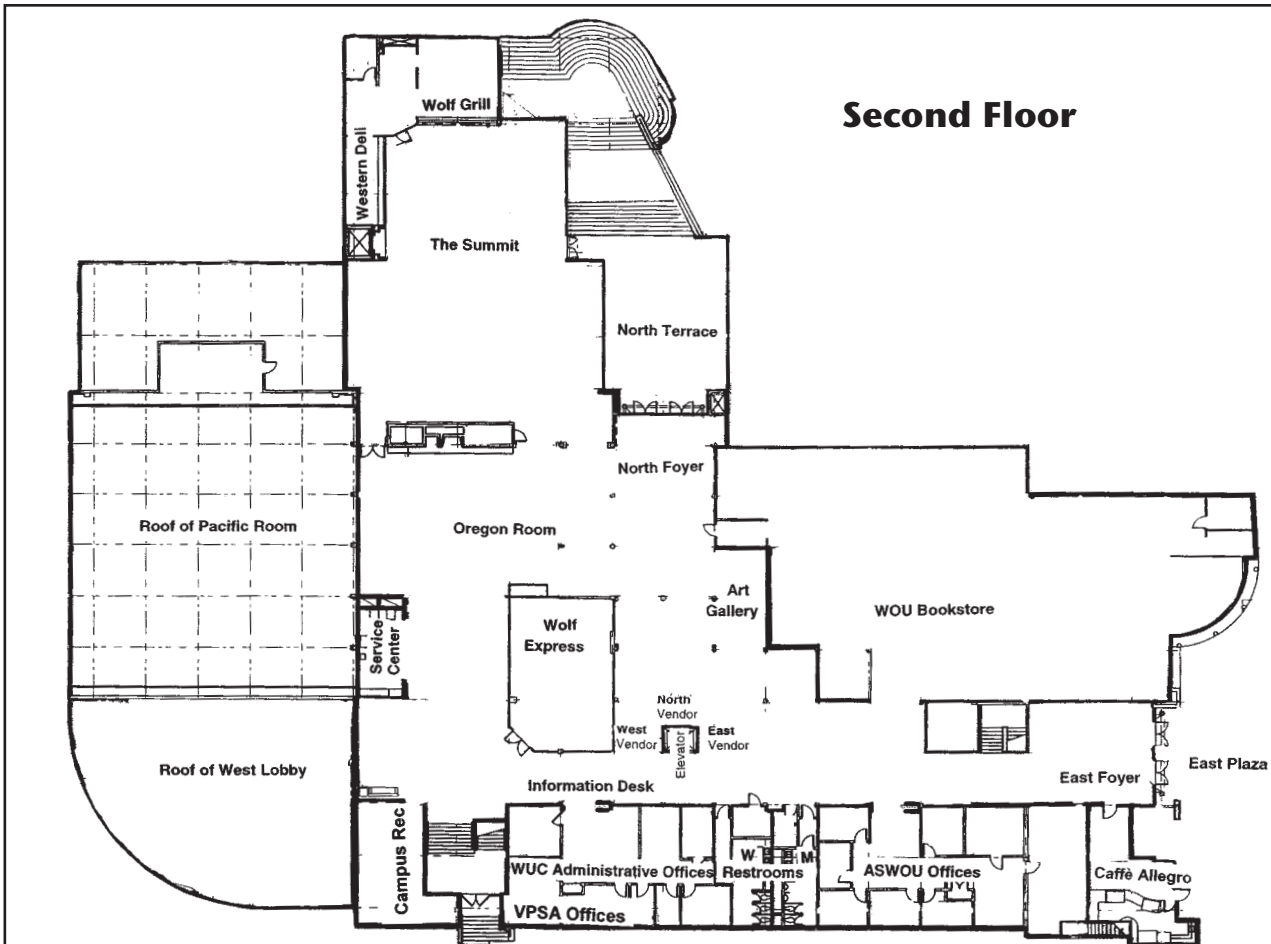 Second Floor
Wolf Grill
Western Deli
The Summit
North Terrace
North Foyer
Roof of Pacific Room
Oregon Room
Art
Gallery
WOU Bookstore
Wolf
Express
Service
Center
North
Vendor
West
Vendor
Elevator
East
Vendor
Roof of West Lobby
Information Desk
East Foyer
East Plaza
Campus Rec
WUC Administrative Offices
W
Restrooms
M
ASWOU Offices
Caffè Allegro
VPSA Offices